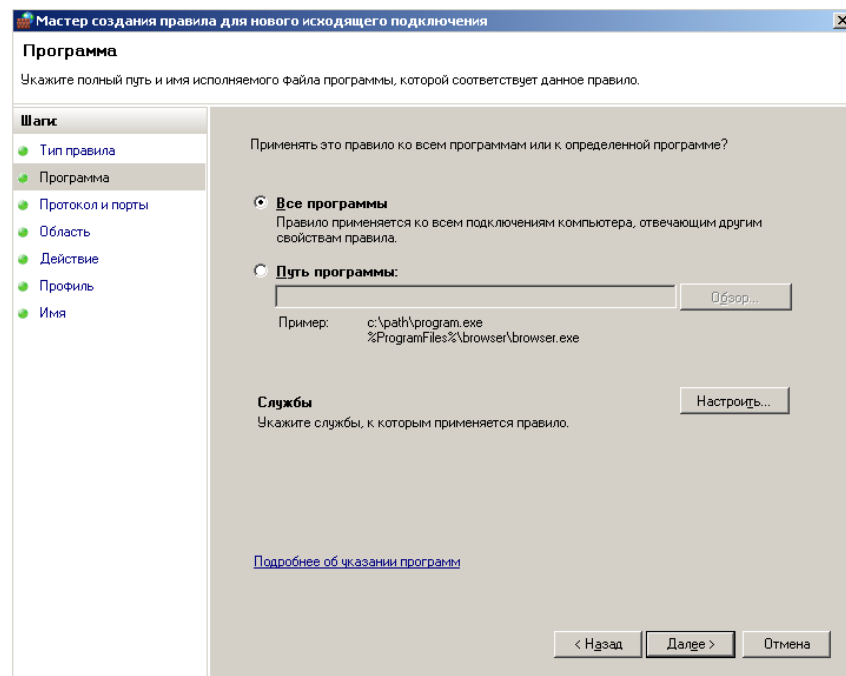 Мастер создания правила для нового исходящего подключения
Программа
Укажите полный путь и имя исполняемого файла программы, которой соответствует данное правило.
Шаги:
Тип правила
Программа
Протокол и порты
Область
Действие
Профиль
Имя
Применять это правило ко всем программам или к определенной программе?
Все программы
Правило применяется ко всем подключениям компьютера, отвечающим другим
свойствам правила.
Путь программы:
Обзор...
Пример: c:\path\program.exe
%ProgramFiles%\browser\browser.exe
Службы
Настроить...
Укажите службы, к которым применяется правило.
Подробнее об указании программ
< Назад Далее > Отмена